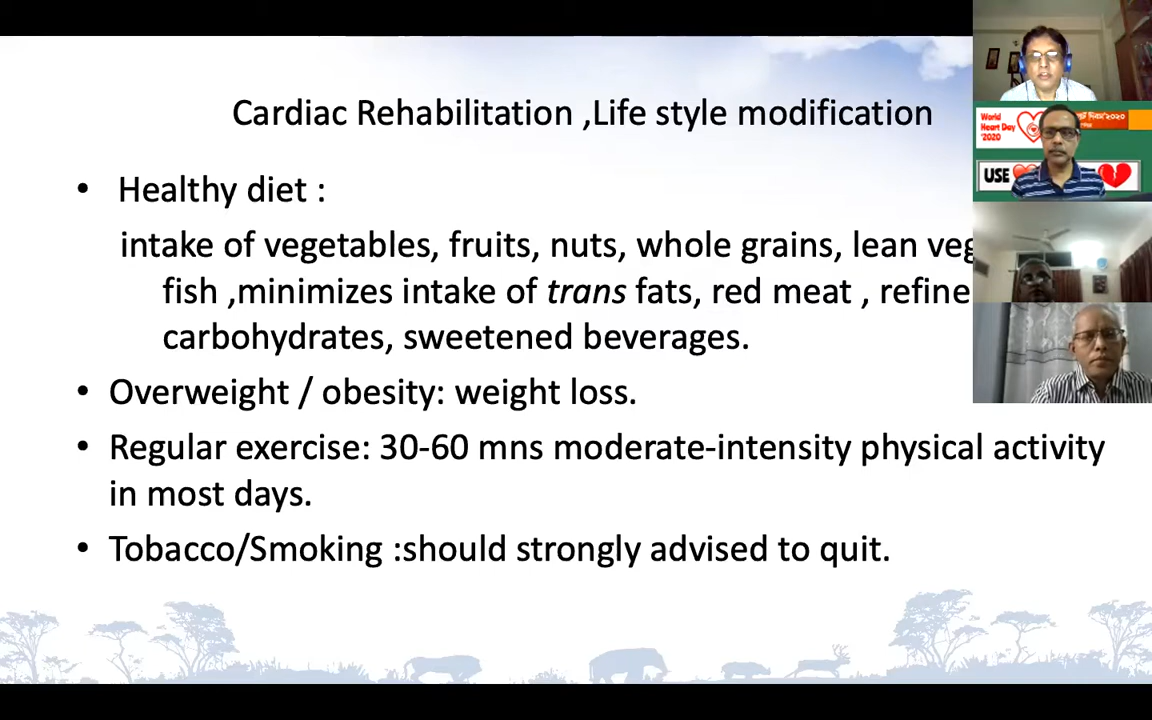 Cardiac Rehabilitation ,Life style modification
• Healthy diet :
intake of vegetables, fruits, nuts, whole grains, lean
fish ,minimizes intake of trans fats, red meat ,
carbohydrates, sweetened beverages.
• Overweight / obesity: weight loss.
• Regular exercise: 30-60 mns moderate-intensity physical activity
in most days.
• Tobacco/Smoking :should strongly advised to quit.
World
Heart Day
'2020
দিবস'২০২০
USE